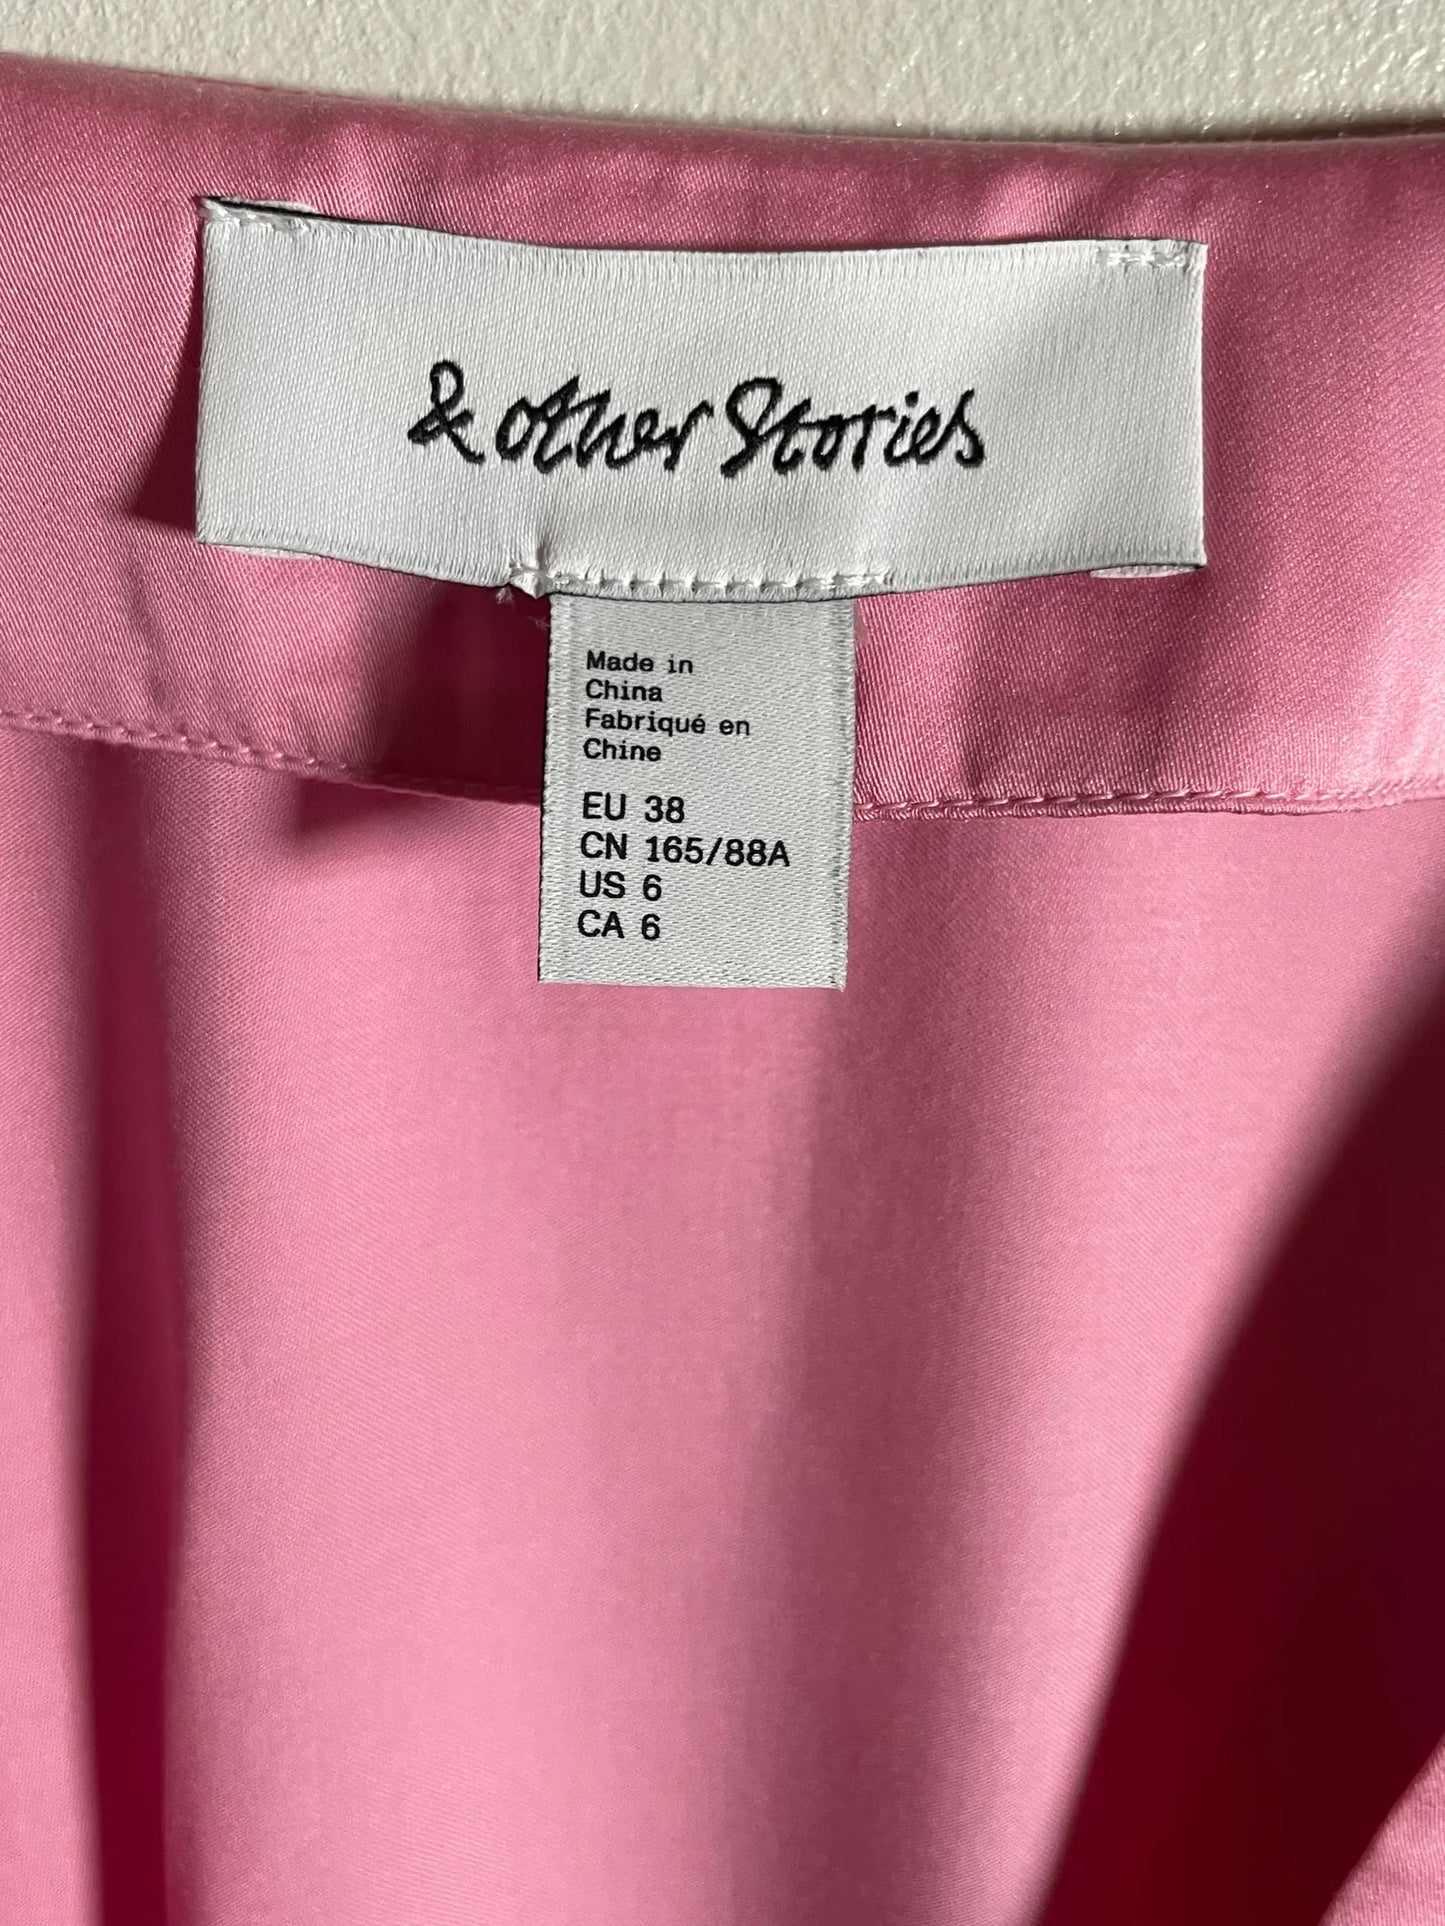 & other Stories
Made in
China
Fabriqué en
Chine
EU 38
CN 165/88A
US 6
CA 6